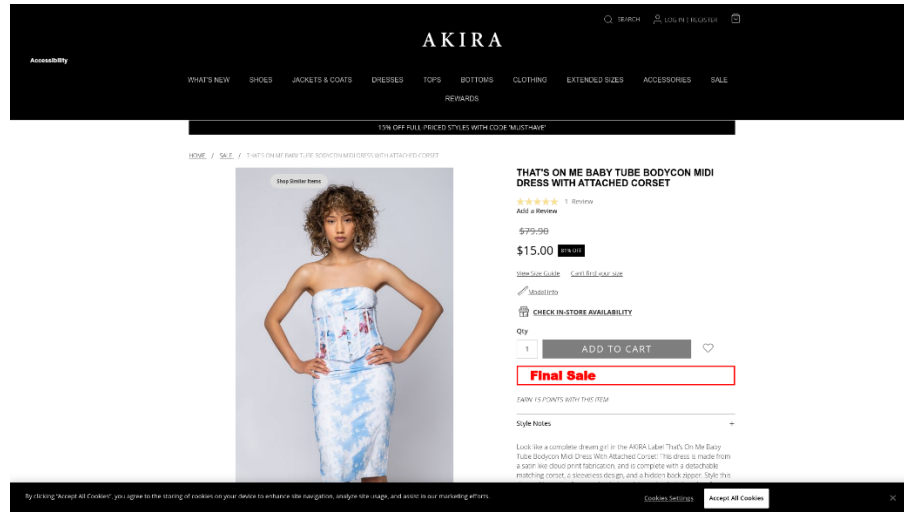 SEARCH
LOG IN | REGISTER
AKIRA
Accessibility
WHAT'S NEW
SHOES
JACKETS & COATS
DRESSES
TOPS
BOTTOMS
CLOTHING
EXTENDED SIZES
ACCESSORIES
SALE
REWARDS
15% OFF FULL-PRICED STYLES WITH CODE 'MUSTHAVE'
HOME / SALE / THAT'S ON ME BABY TUBE BODYCON MIDI DRESS WITH ATTACHED CORSET
Shop Similar Items
THAT'S ON ME BABY TUBE BODYCON MIDI
DRESS WITH ATTACHED CORSET
1 Review
Add a Review
$79.90
$15.00 81% OFF
View Size Guide
Can't find your size
Model Info
CHECK IN-STORE AVAILABILITY
Qty
1
ADD TO CART
Final Sale
EARN 15 POINTS WITH THIS ITEM
Style Notes +
Look like a complete dream girl in the AKIRA Label That's On Me Baby
Tube Bodycon Midi Dress With Attached Corset! This dress is made from
a satin like cloud print fabrication, and is complete with a detachable
matching corset, a sleeveless design, and a hidden back zipper. Style this
By clicking "Accept All Cookies", you agree to the storing of cookies on your device to enhance site navigation, analyze site usage, and assist in our marketing efforts.
Cookies Settings
Accept All Cookies